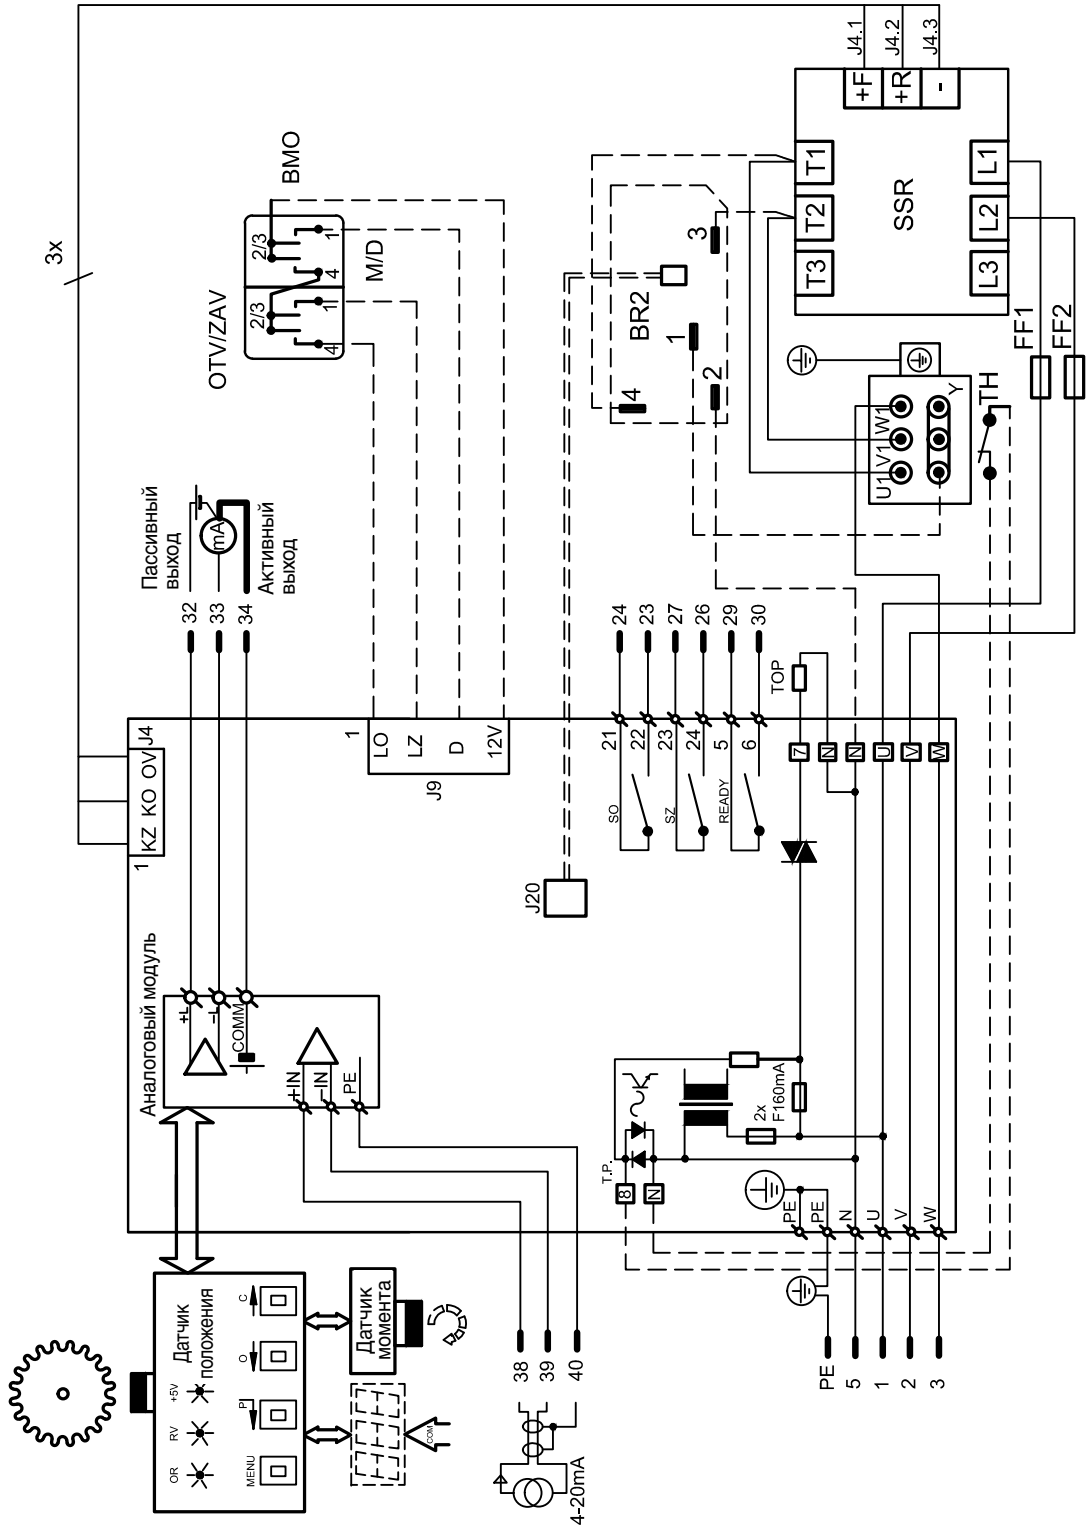 3x
J4.1
J4.2
J4.3
+F
+R
-
T1
T2
T3
SSR
L1
L2
L3
FF1
FF2
BMO
2/3
1
4
M/D
OTV/ZAV
2/3
1
4
3
BR2
1
2
4
U1
V1
W1
Y
TH
Пассивный
выход
mA
Активный
выход
32
33
34
24
23
27
26
29
30
TOP
J4
KZ KO OV
1
1
LO
LZ
D
12V
J9
21
22
23
24
5
6
SO
SZ
READY
7
N
N
U
V
W
J20
Аналоговый модуль
+L
–L
COMM
+IN
–IN
PE
T.P.
8
N
2x
F160mA
PE
PE
N
U
V
W
PE
5
1
2
3
Датчик
положения
+5V
RV
OR
C
O
P
MENU
Датчик
момента
COM
38
39
40
4-20mA